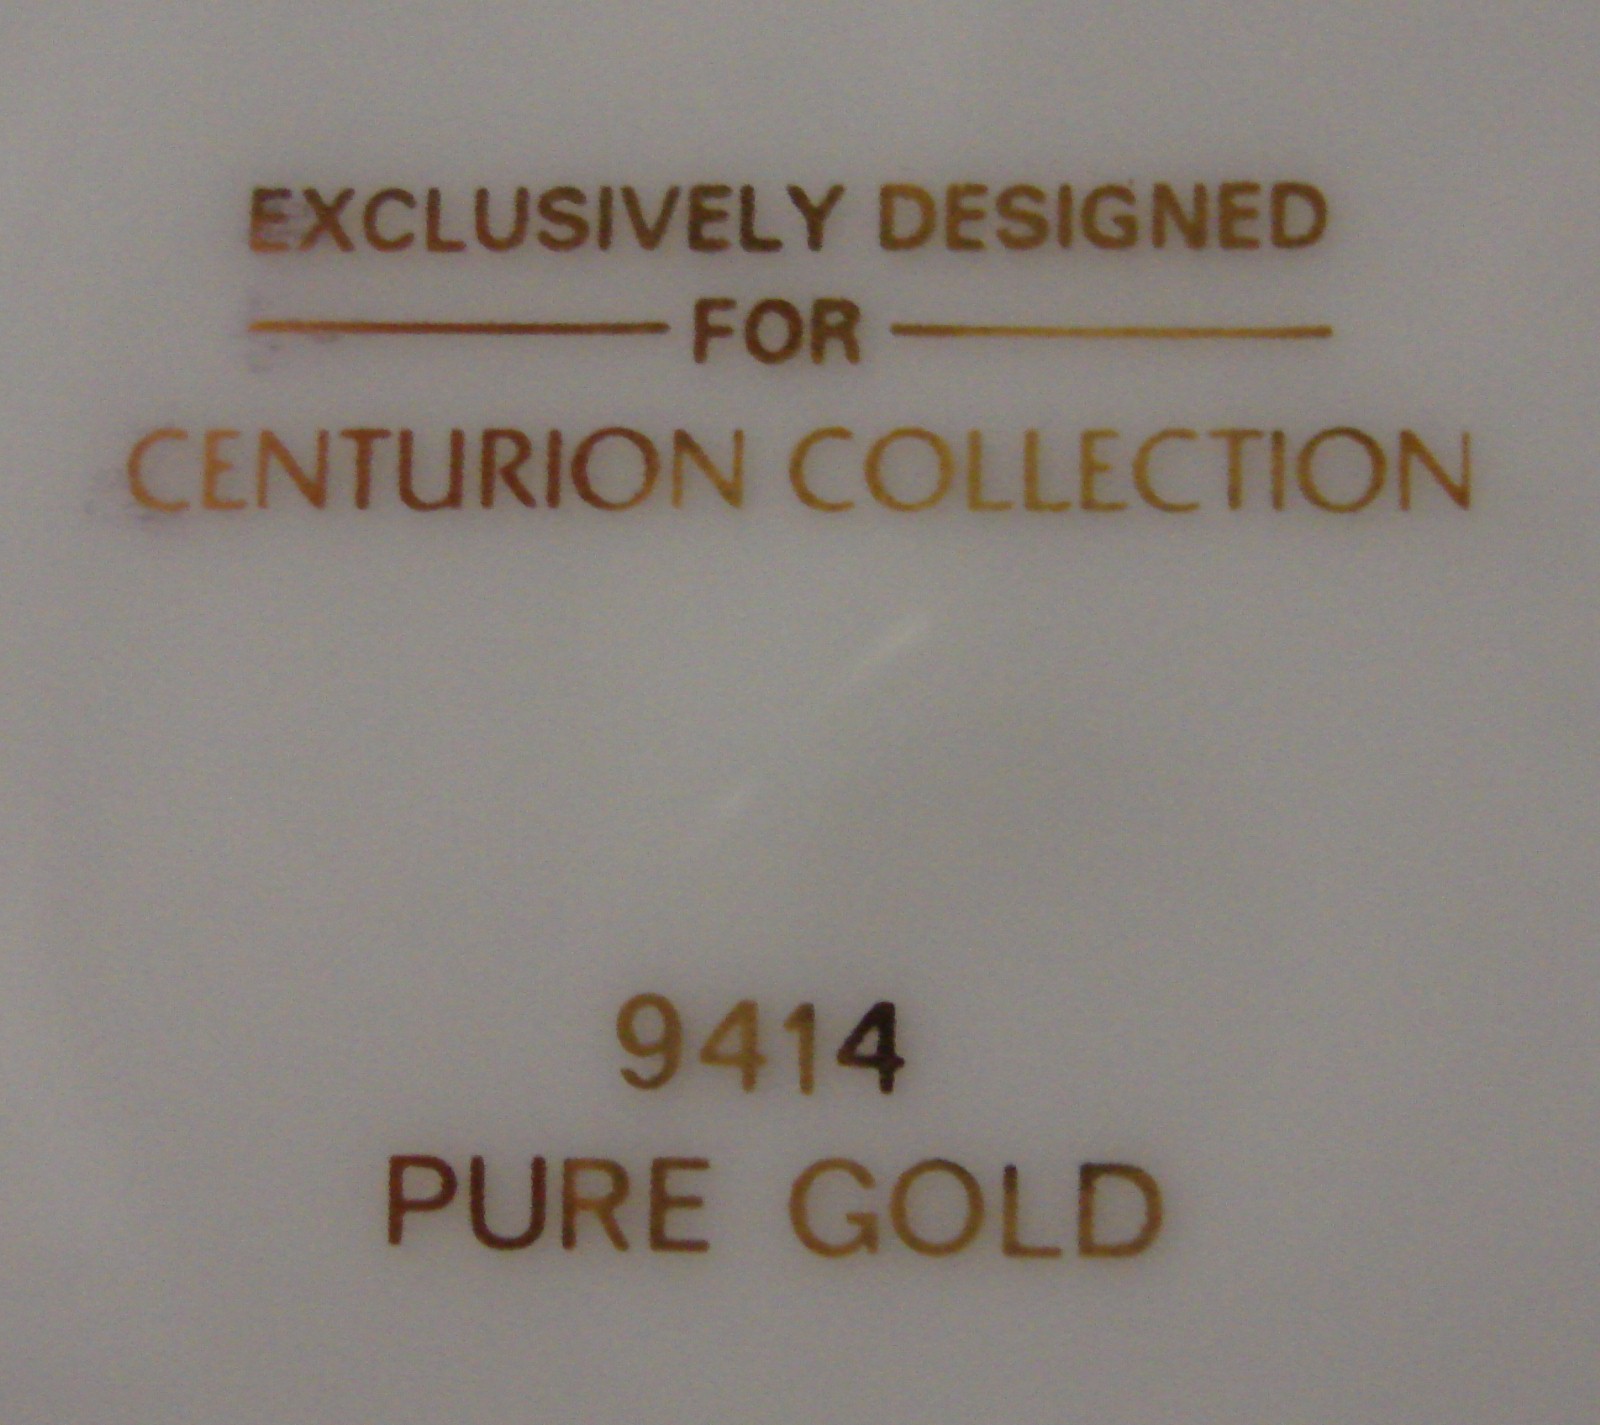 EXCLUSIVELY DESIGNED
FOR
CENTURION COLLECTION
9414
PURE GOLD